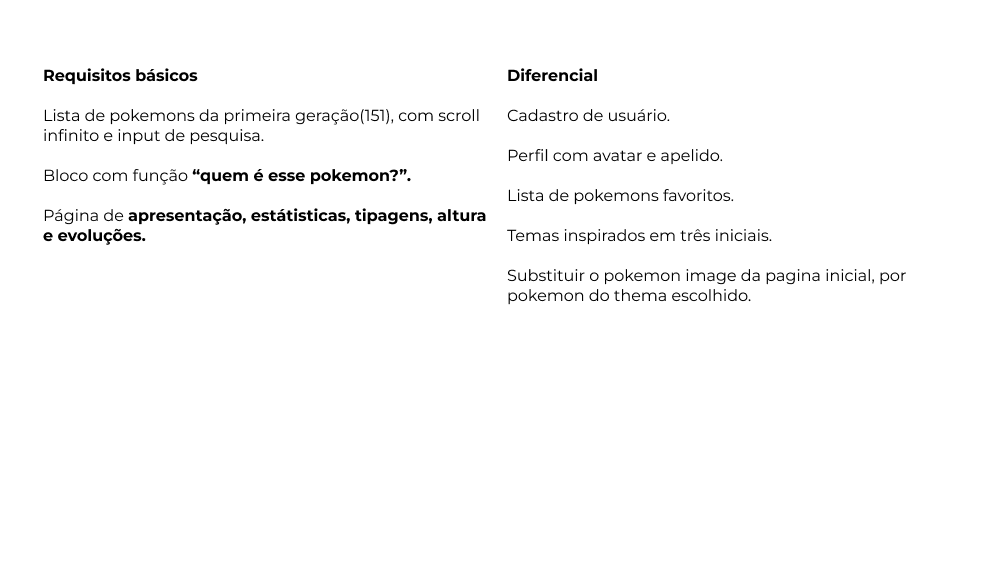 Requisitos básicos
Lista de pokemons da primeira geração(151), com scroll
infinito e input de pesquisa.
Bloco com função “quem é esse pokemon?”.
Página de apresentação, estátisticas, tipagens, altura
e evoluções.
Diferencial
Cadastro de usuário.
Perfil com avatar e apelido.
Lista de pokemons favoritos.
Temas inspirados em três iniciais.
Substituir o pokemon image da pagina inicial, por
pokemon do thema escolhido.